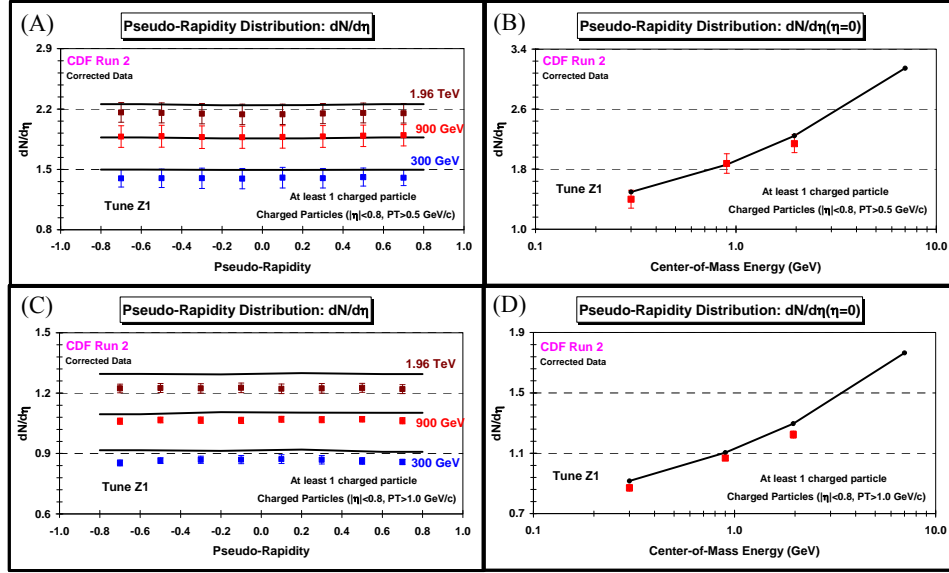 (A)
Pseudo-Rapidity Distribution: dN/dη
2.9
2.2
1.5
0.8
dN/dη
CDF Run 2
Corrected Data
1.96 TeV
900 GeV
300 GeV
Tune Z1
At least 1 charged particle
Charged Particles (|η|<0.8, PT>0.5 GeV/c)
-1.0 -0.8 -0.6 -0.4 -0.2 0.0 0.2 0.4 0.6 0.8 1.0
Pseudo-Rapidity
(B)
Pseudo-Rapidity Distribution: dN/dη(η=0)
3.4
2.6
1.8
1.0
dN/dη
CDF Run 2
Corrected Data
Tune Z1
At least 1 charged particle
Charged Particles (|η|<0.8, PT>0.5 GeV/c)
0.1 1.0 10.0
Center-of-Mass Energy (GeV)
(C)
Pseudo-Rapidity Distribution: dN/dη
1.5
1.2
0.9
0.6
dN/dη
CDF Run 2
Corrected Data
1.96 TeV
900 GeV
300 GeV
Tune Z1
At least 1 charged particle
Charged Particles (|η|<0.8, PT>1.0 GeV/c)
-1.0 -0.8 -0.6 -0.4 -0.2 0.0 0.2 0.4 0.6 0.8 1.0
Pseudo-Rapidity
(D)
Pseudo-Rapidity Distribution: dN/dη(η=0)
1.9
1.5
1.1
0.7
dN/dη
CDF Run 2
Corrected Data
Tune Z1
At least 1 charged particle
Charged Particles (|η|<0.8, PT>1.0 GeV/c)
0.1 1.0 10.0
Center-of-Mass Energy (GeV)